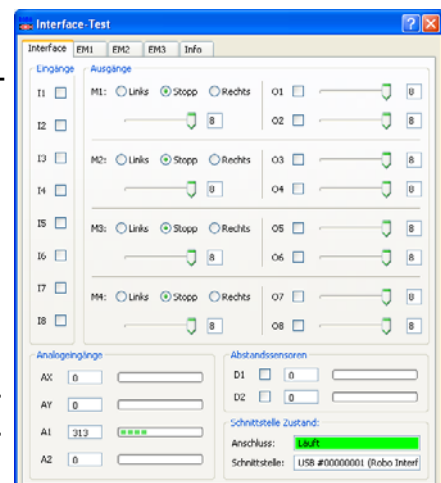 Interface-Test
Interface EM1 EM2 EM3 Info
Eingänge
I1
I2
I3
I4
I5
I6
I7
I8
Ausgänge
M1: Links Stopp Rechts
8
O1 8
O2 8
M2: Links Stopp Rechts
8
O3 8
O4 8
M3: Links Stopp Rechts
8
O5 8
O6 8
M4: Links Stopp Rechts
8
O7 8
O8 8
Analogeingänge
AX 0
AY 0
A1 313
A2 0
Abstandssensoren
D1 0
D2 0
Schnittstelle Zustand:
Anschluss: Läuft
Schnittstelle: USB #00000001 (Robo Interf